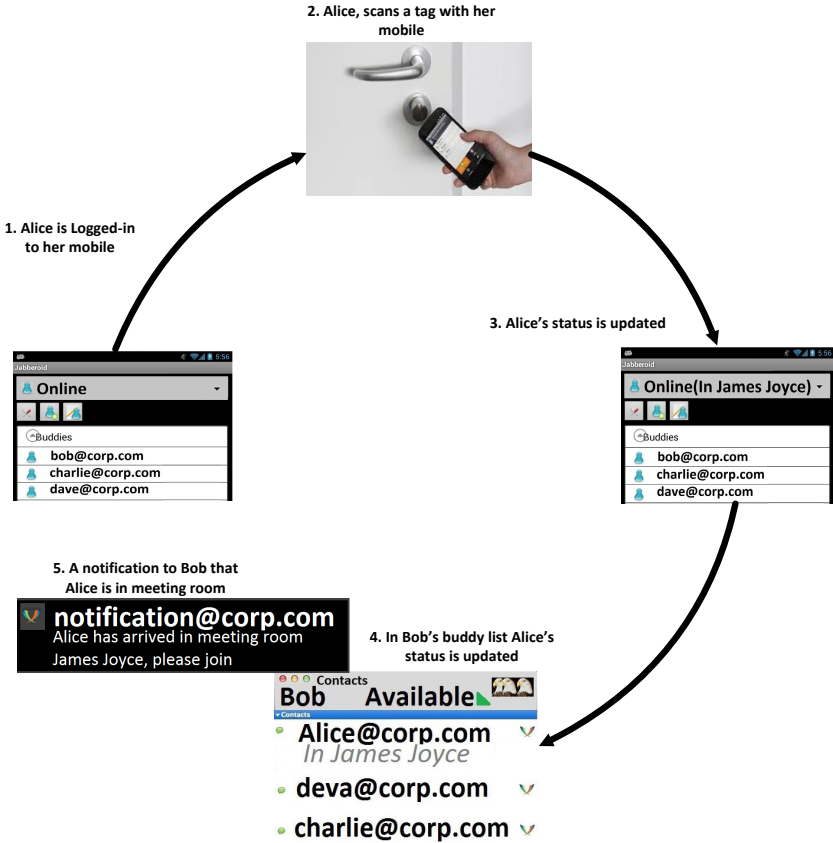 2. Alice, scans a tag with her
mobile
1. Alice is Logged-in
to her mobile
3. Alice's status is updated
5:56
Jabberoid
Online
Buddies
bob@corp.com
charlie@corp.com
dave@corp.com
5:56
Jabberoid
Online(In James Joyce)
Buddies
bob@corp.com
charlie@corp.com
dave@corp.com
5. A notification to Bob that
Alice is in meeting room
notification@corp.com
Alice has arrived in meeting room
James Joyce, please join
4. In Bob's buddy list Alice's
status is updated
Contacts
Bob Available
Contacts
Alice@corp.com
In James Joyce
deva@corp.com
charlie@corp.com